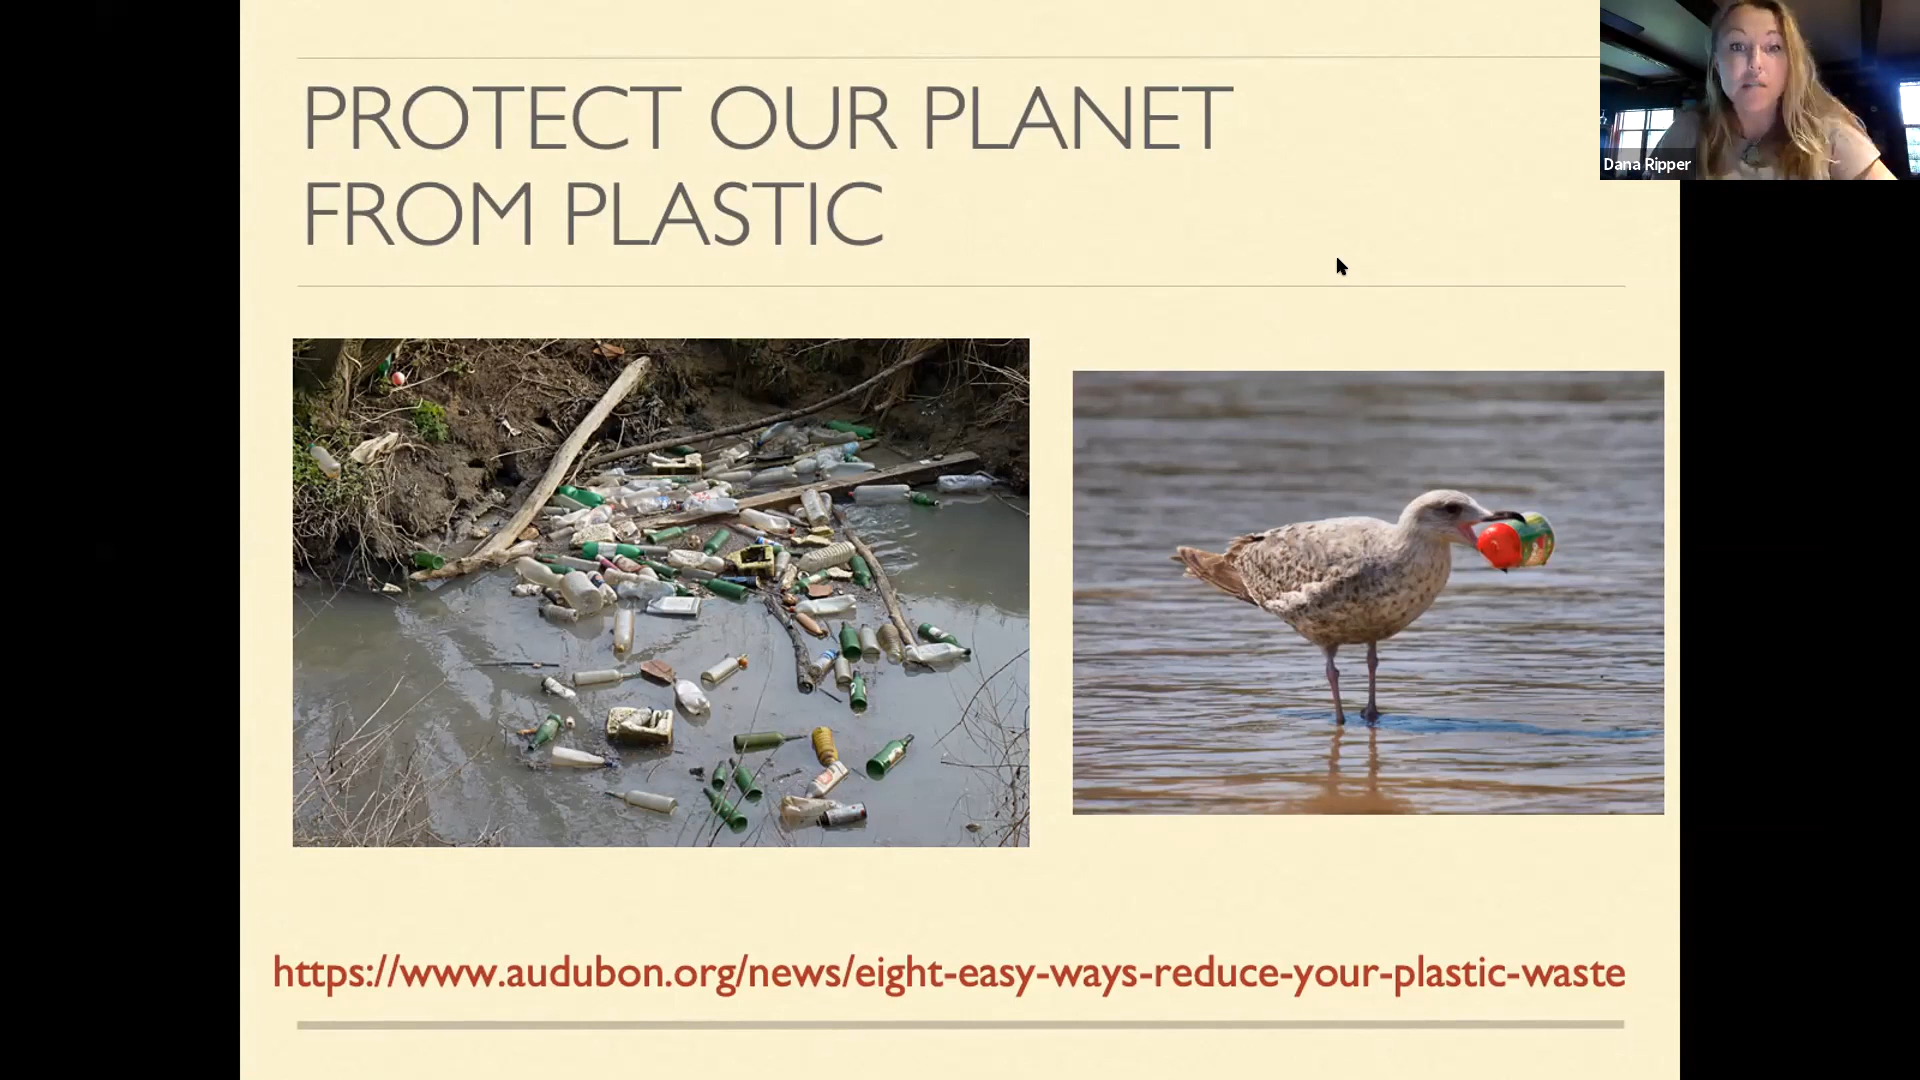 PROTECT OUR PLANET
FROM PLASTIC
Dana Ripper
https://www.audubon.org/news/eight-easy-ways-reduce-your-plastic-waste